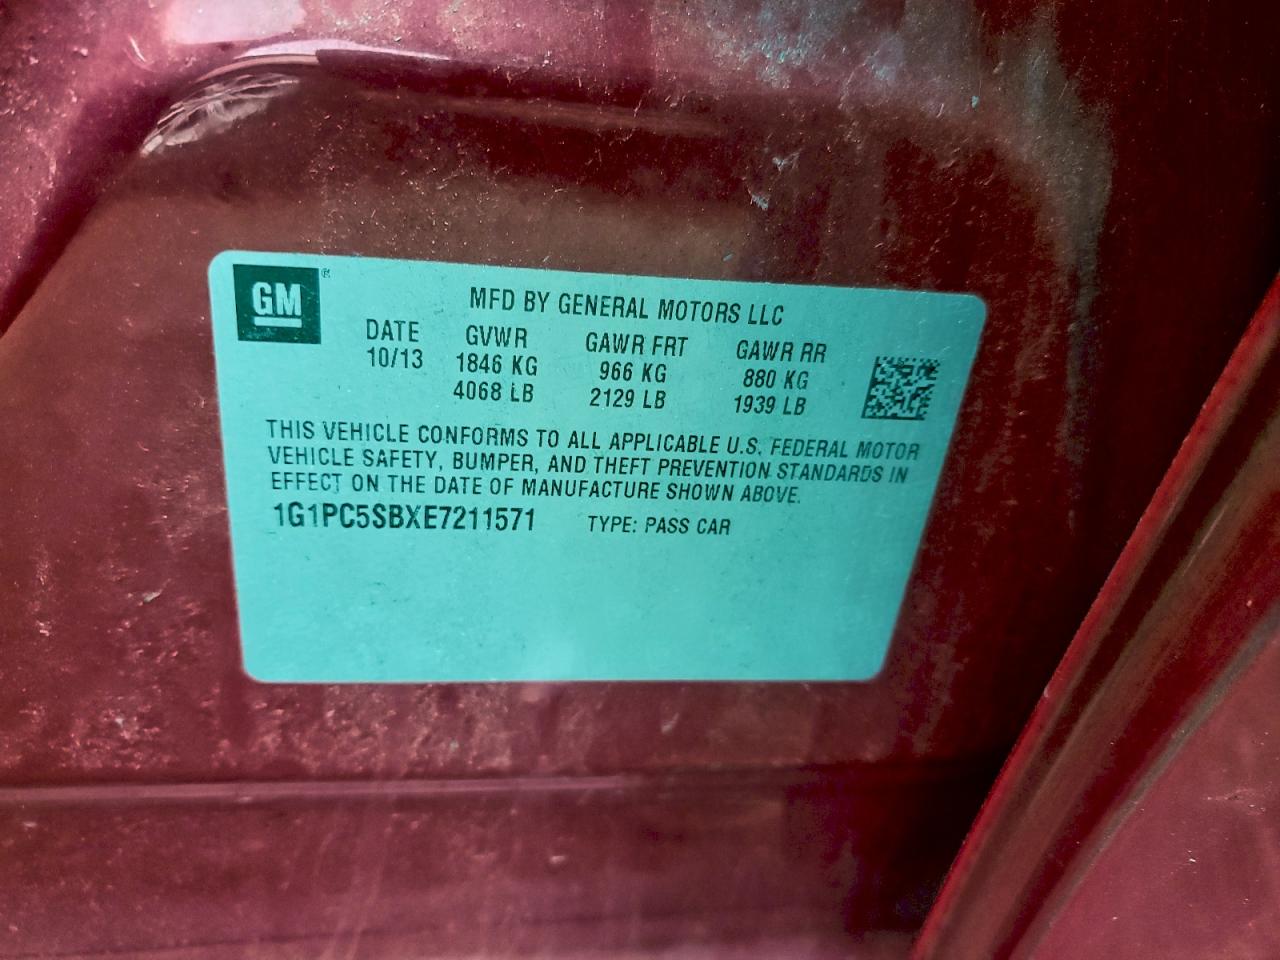 GM ®
MFD BY GENERAL MOTORS LLC
DATE GVWR GAWR FRT GAWR RR
10/13 1846 KG 966 KG 880 KG
4068 LB 2129 LB 1939 LB
THIS VEHICLE CONFORMS TO ALL APPLICABLE U.S. FEDERAL MOTOR
VEHICLE SAFETY, BUMPER, AND THEFT PREVENTION STANDARDS IN
EFFECT ON THE DATE OF MANUFACTURE SHOWN ABOVE.
1G1PC5SBXE7211571 TYPE: PASS CAR